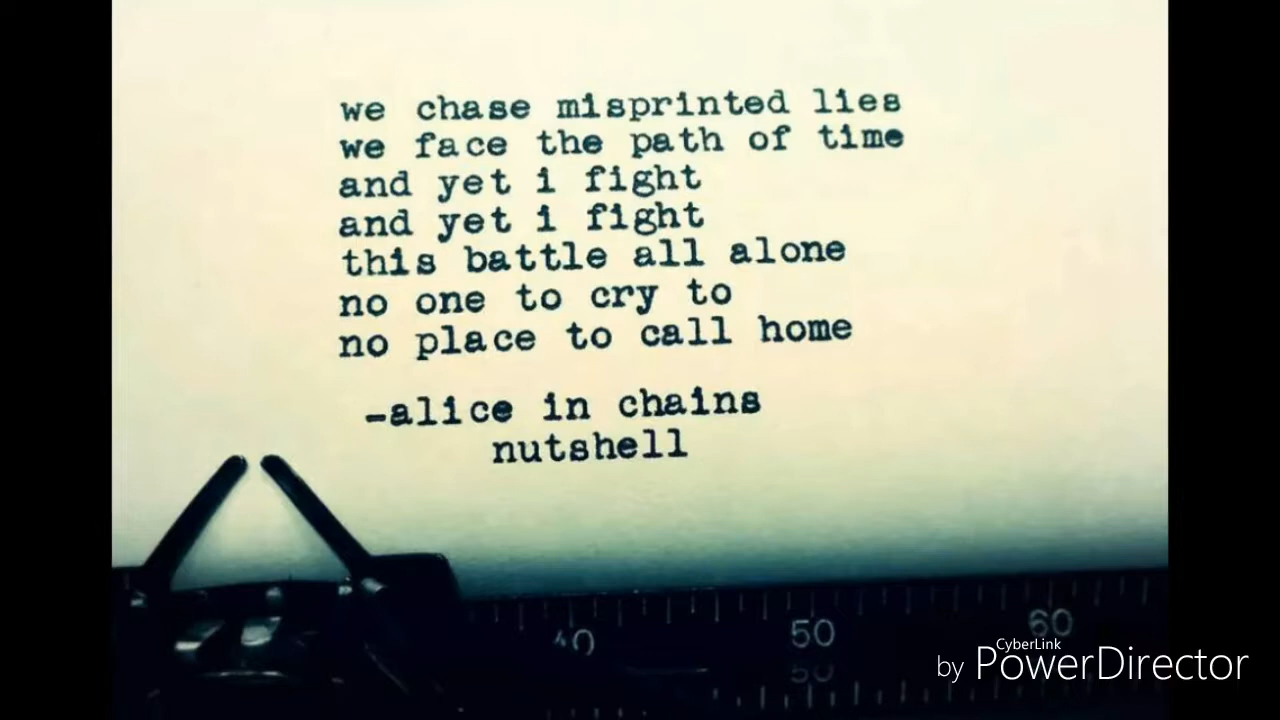 we chase misprinted lies
we face the path of time
and yet i fight
and yet i fight
this battle all alone
no one to cry to
no place to call home
-alice in chains
nutshell
40 50 60
50
CyberLink
by PowerDirector